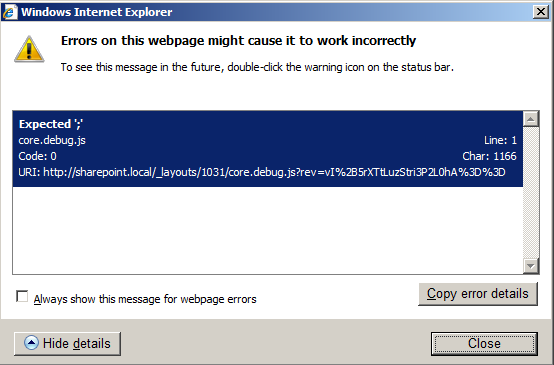 Windows Internet Explorer
Errors on this webpage might cause it to work incorrectly
To see this message in the future, double-click the warning icon on the status bar.
Expected ';'
core.debug.js Line: 1
Code: 0 Char: 1166
URI: http://sharepoint.local/_layouts/1031/core.debug.js?rev=vI%2B5rXTtLuzStri3P2L0hA%3D%3D
Always show this message for webpage errors
Copy error details
Hide details
Close